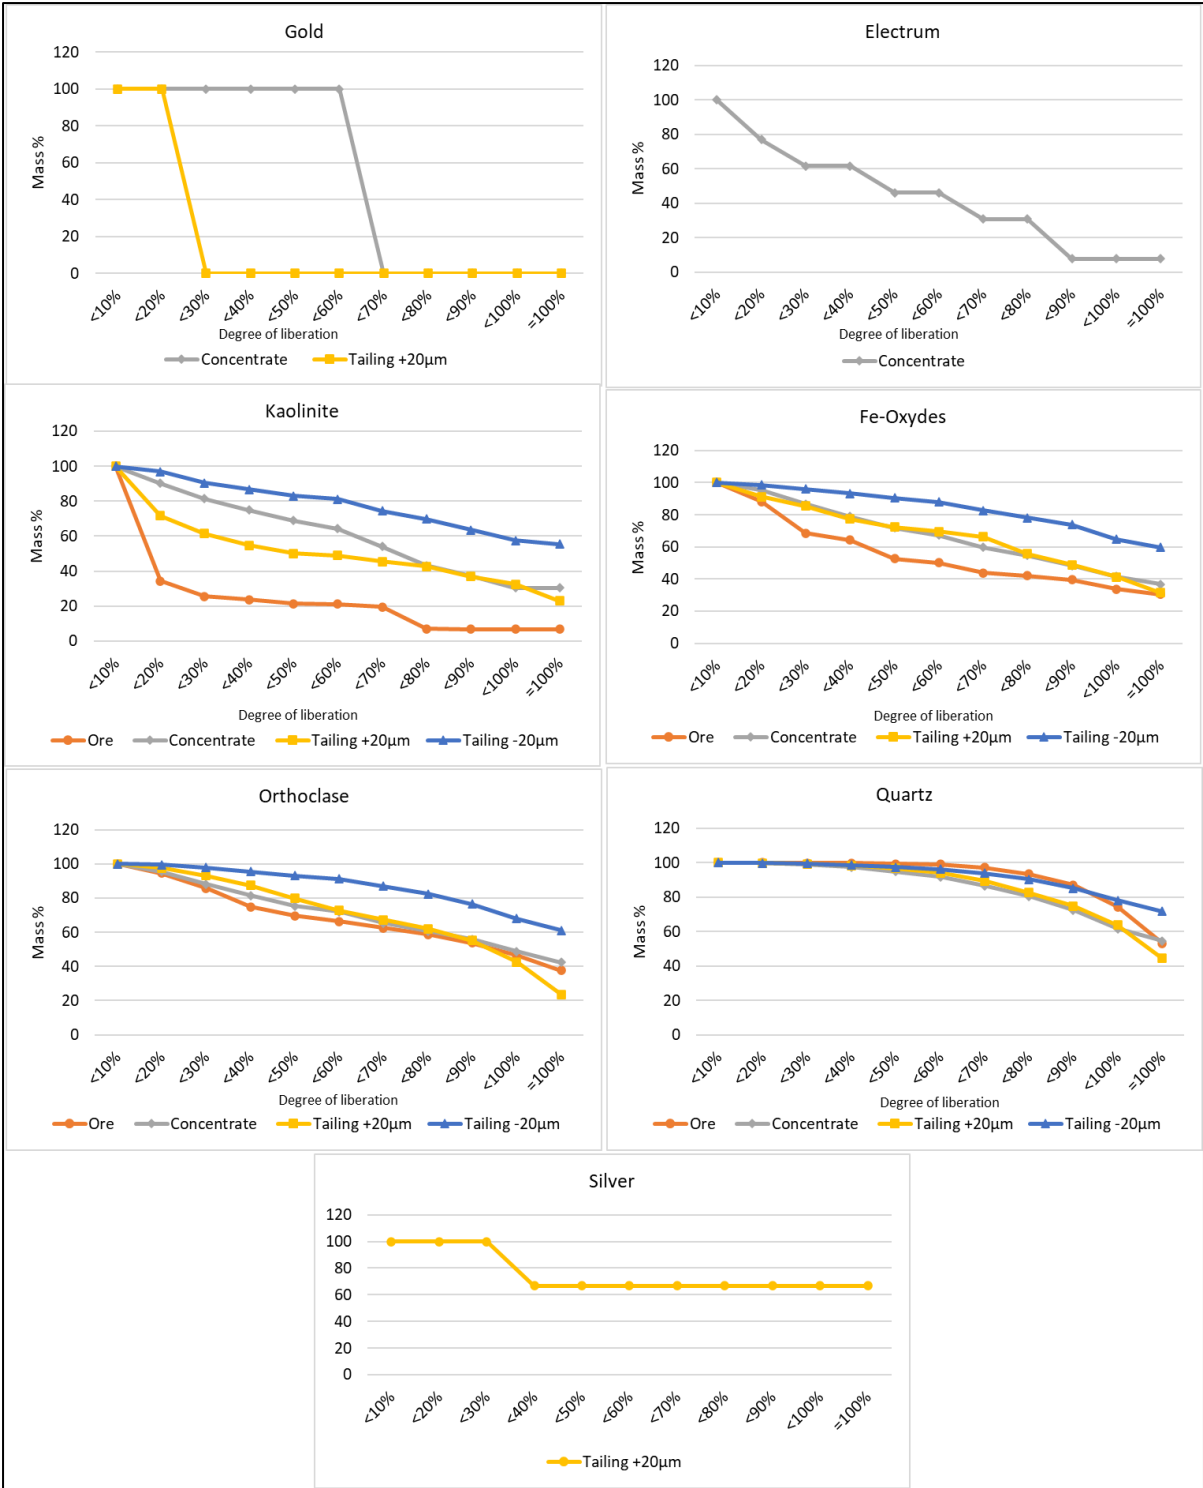 Gold
120
100
80
60
40
20
0
Mass %
<10% <20% <30% <40% <50% <60% <70% <80% <90% <100% =100%
Degree of liberation
Concentrate Tailing +20µm
Electrum
120
100
80
60
40
20
0
Mass %
<10% <20% <30% <40% <50% <60% <70% <80% <90% <100% =100%
Degree of liberation
Concentrate
Kaolinite
120
100
80
60
40
20
0
Mass %
<10% <20% <30% <40% <50% <60% <70% <80% <90% <100% =100%
Degree of liberation
Ore Concentrate Tailing +20µm Tailing -20µm
Fe-Oxydes
120
100
80
60
40
20
0
Mass %
<10% <20% <30% <40% <50% <60% <70% <80% <90% <100% =100%
Degree of liberation
Ore Concentrate Tailing +20µm Tailing -20µm
Orthoclase
120
100
80
60
40
20
0
Mass %
<10% <20% <30% <40% <50% <60% <70% <80% <90% <100% =100%
Degree of liberation
Ore Concentrate Tailing +20µm Tailing -20µm
Quartz
120
100
80
60
40
20
0
Mass %
<10% <20% <30% <40% <50% <60% <70% <80% <90% <100% =100%
Degree of liberation
Ore Concentrate Tailing +20µm Tailing -20µm
Silver
120
100
80
60
40
20
0
<10% <20% <30% <40% <50% <60% <70% <80% <90% <100% =100%
Tailing +20µm